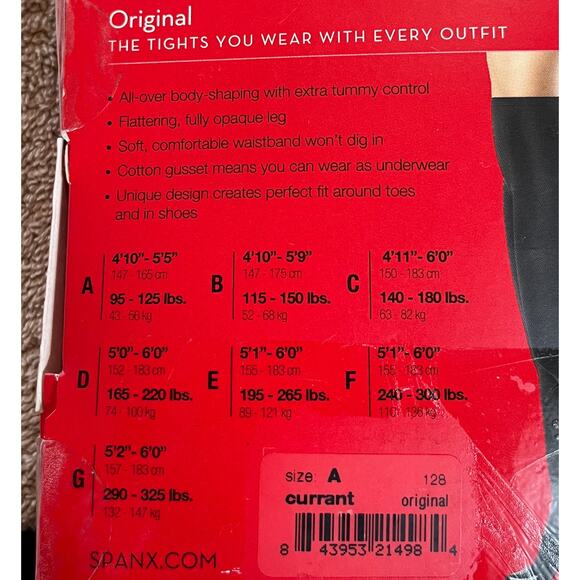 Original
THE TIGHTS YOU WEAR WITH EVERY OUTFIT
• All-over body-shaping with extra tummy control
• Flattering, fully opaque leg
• Soft, comfortable waistband won't dig in
• Cotton gusset means you can wear as underwear
• Unique design creates perfect fit around toes
and in shoes
A
4'10"- 5'5"
147 - 165 cm
95 - 125 lbs.
43 - 56 kg
B
4'10"- 5'9"
147 - 175 cm
115 - 150 lbs.
52 - 68 kg
C
4'11"- 6'0"
150 - 183 cm
140 - 180 lbs.
63 - 82 kg
D
5'0"- 6'0"
152 - 183 cm
165 - 220 lbs.
74 - 100 kg
E
5'1"- 6'0"
155 - 183 cm
195 - 265 lbs.
89 - 121 kg
F
5'1"- 6'0"
155 - 183 cm
240 - 300 lbs.
110 - 136 kg
G
5'2"- 6'0"
157 - 183 cm
290 - 325 lbs.
132 - 147 kg
size: A 128
currant original
8 43953 21498 4
SPANX.COM